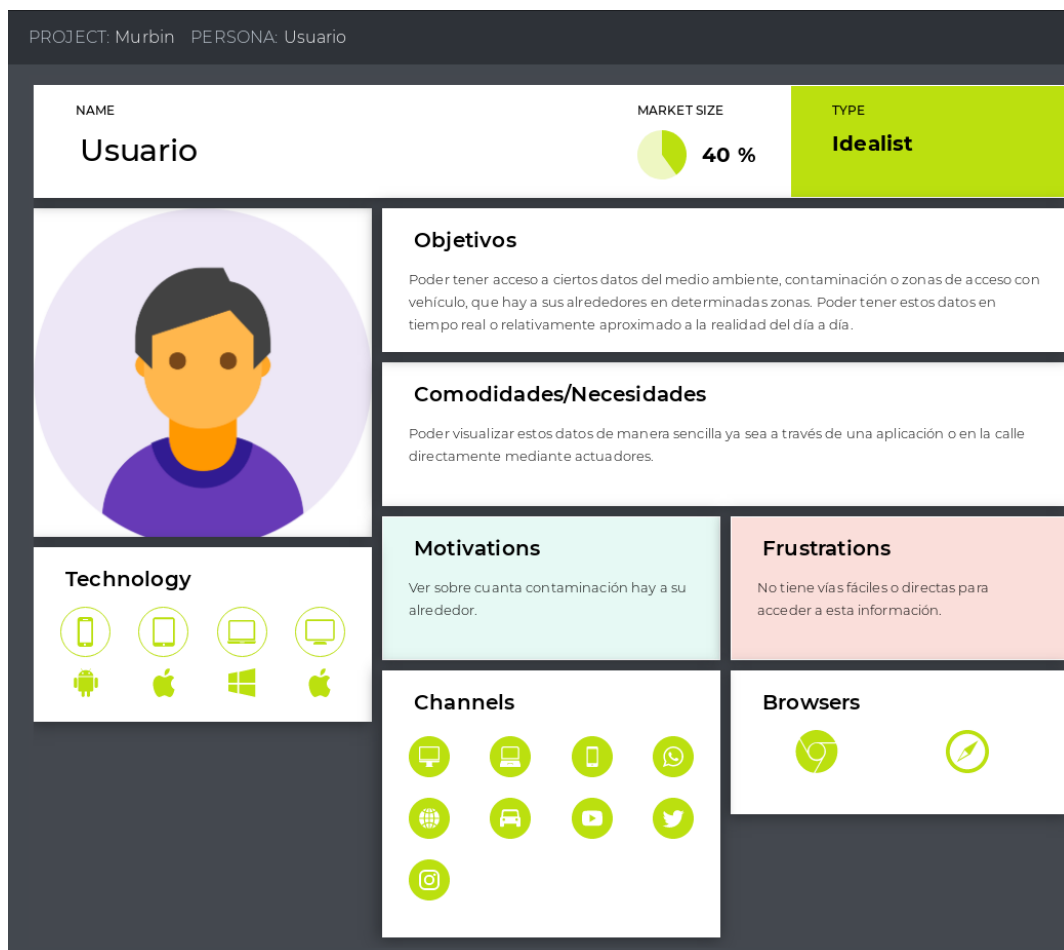 PROJECT: Murbin PERSONA: Usuario
NAME
Usuario
MARKET SIZE
40 %
TYPE
Idealist
Objetivos
Poder tener acceso a ciertos datos del medio ambiente, contaminación o zonas de acceso con
vehículo, que hay a sus alrededores en determinadas zonas. Poder tener estos datos en
tiempo real o relativamente aproximado a la realidad del día a día.
Comodidades/Necesidades
Poder visualizar estos datos de manera sencilla ya sea a través de una aplicación o en la calle
directamente mediante actuadores.
Technology
Motivations
Ver sobre cuanta contaminación hay a su
alrededor.
Frustrations
No tiene vías fáciles o directas para
acceder a esta información.
Channels
Browsers